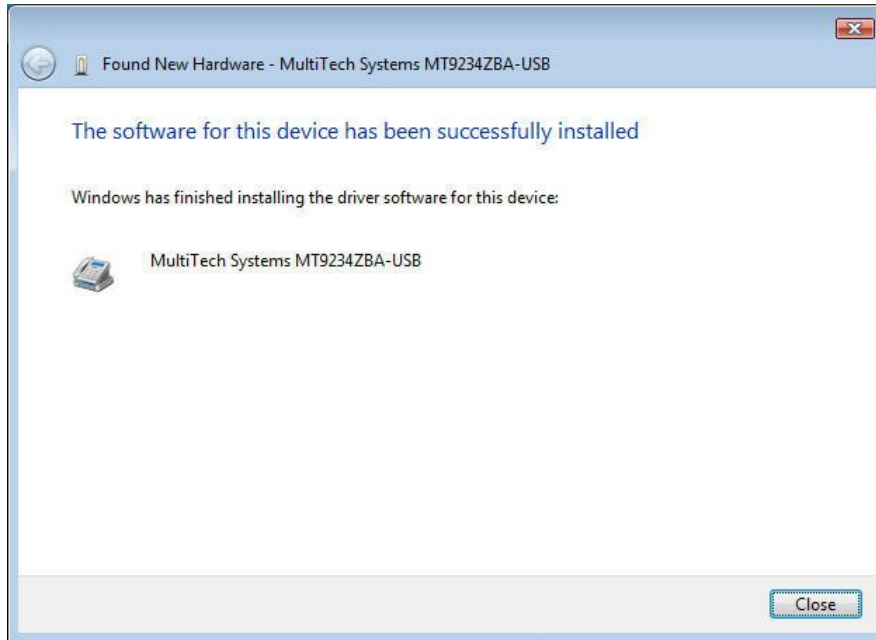 Found New Hardware - MultiTech Systems MT9234ZBA-USB
The software for this device has been successfully installed
Windows has finished installing the driver software for this device:
MultiTech Systems MT9234ZBA-USB
Close